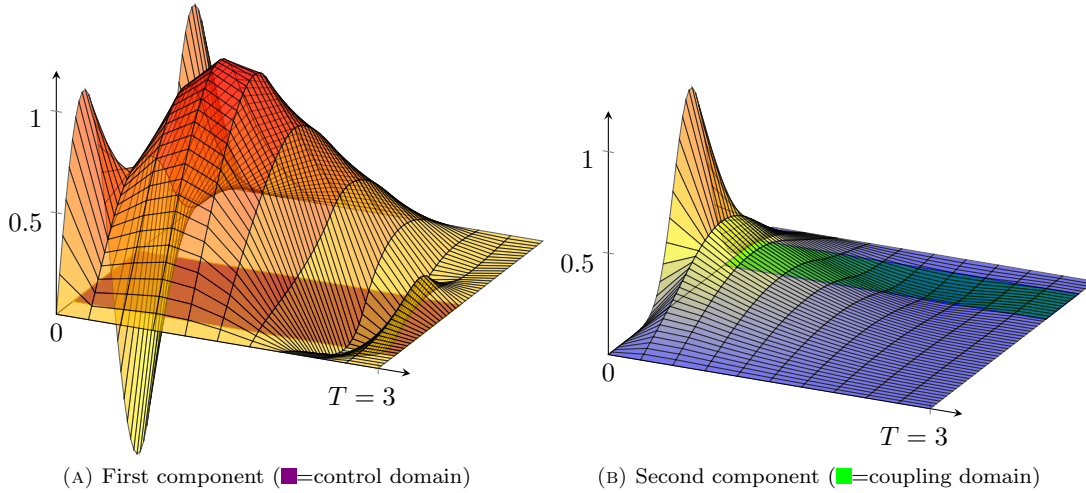 1
0.5
0
T = 3
(A) First component (■=control domain)
1
0.5
0
T = 3
(B) Second component (■=coupling domain)